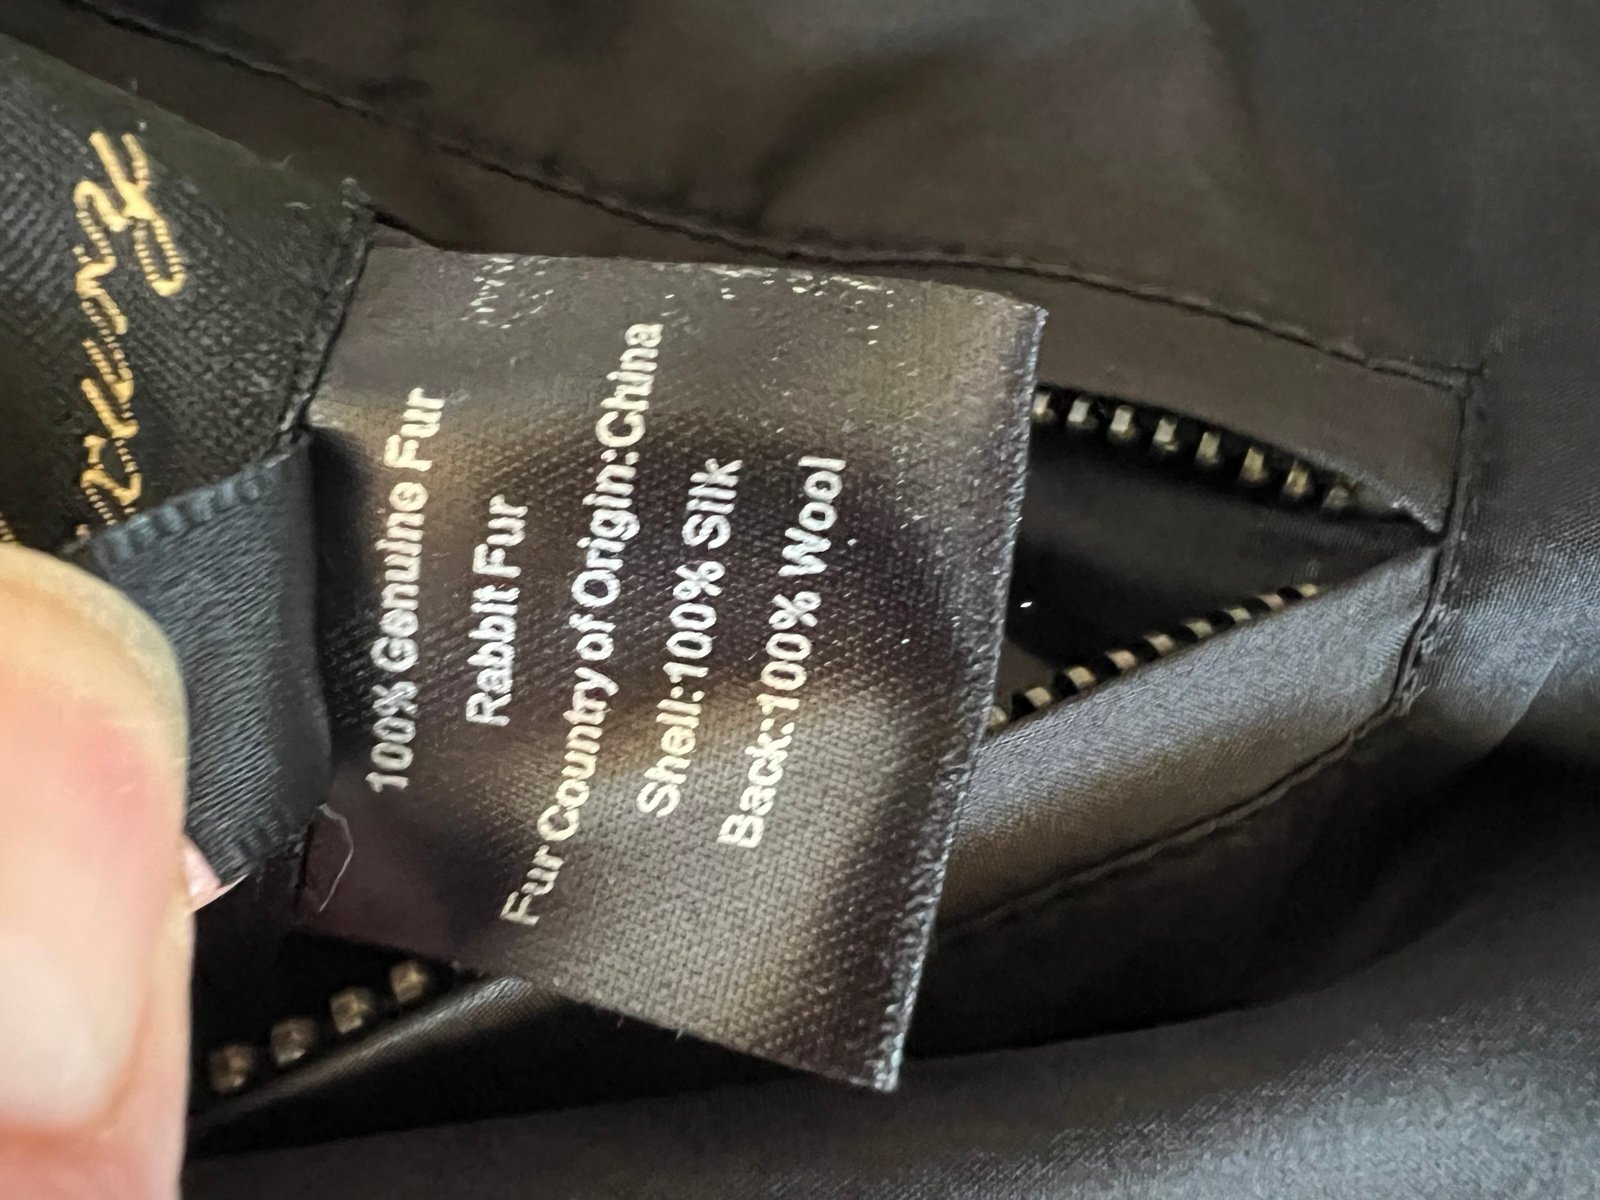 100% Genuine Fur
Rabbit Fur
Fur Country of Origin:China
Shell:100% Silk
Back:100% Wool